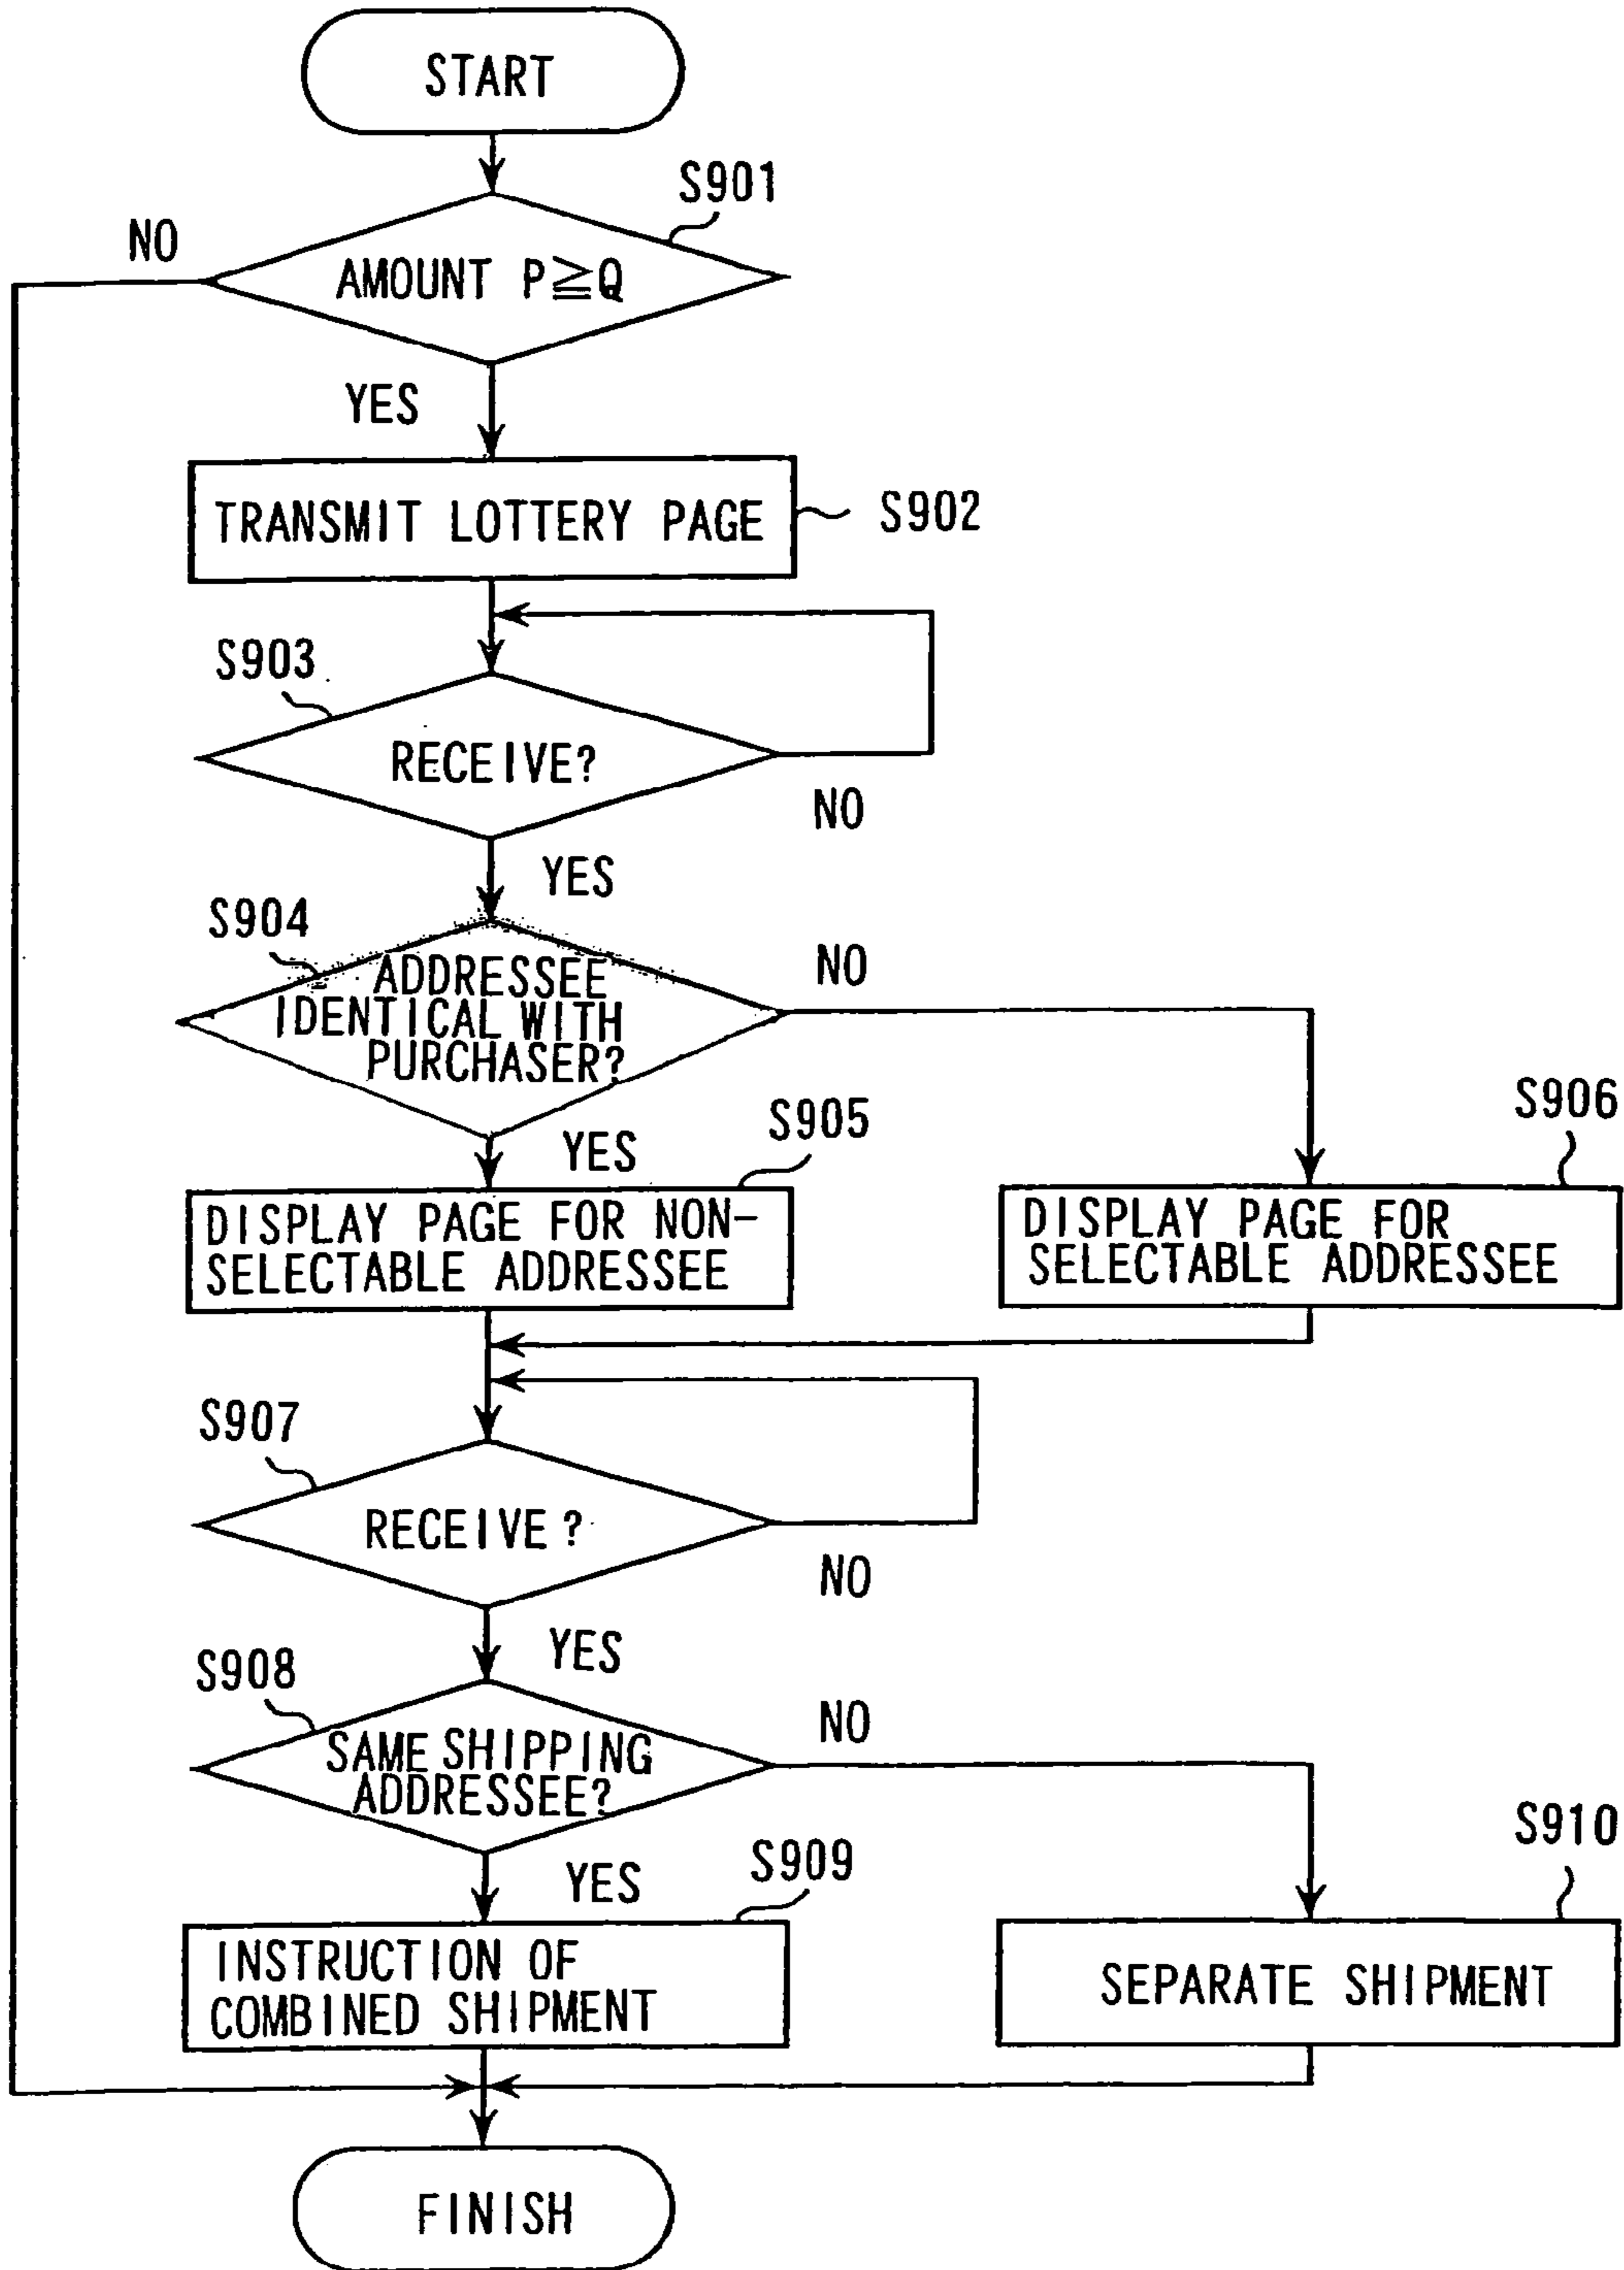 START
S901
NO
AMOUNT P≧Q
YES
TRANSMIT LOTTERY PAGE
S902
S903
RECEIVE?
NO
YES
S904
NO
ADDRESSEE
IDENTICAL WITH
PURCHASER?
YES
S905
S906
DISPLAY PAGE FOR NON-
SELECTABLE ADDRESSEE
DISPLAY PAGE FOR
SELECTABLE ADDRESSEE
S907
RECEIVE?
NO
YES
S908
NO
SAME SHIPPING
ADDRESSEE?
YES
S909
S910
INSTRUCTION OF
COMBINED SHIPMENT
SEPARATE SHIPMENT
FINISH